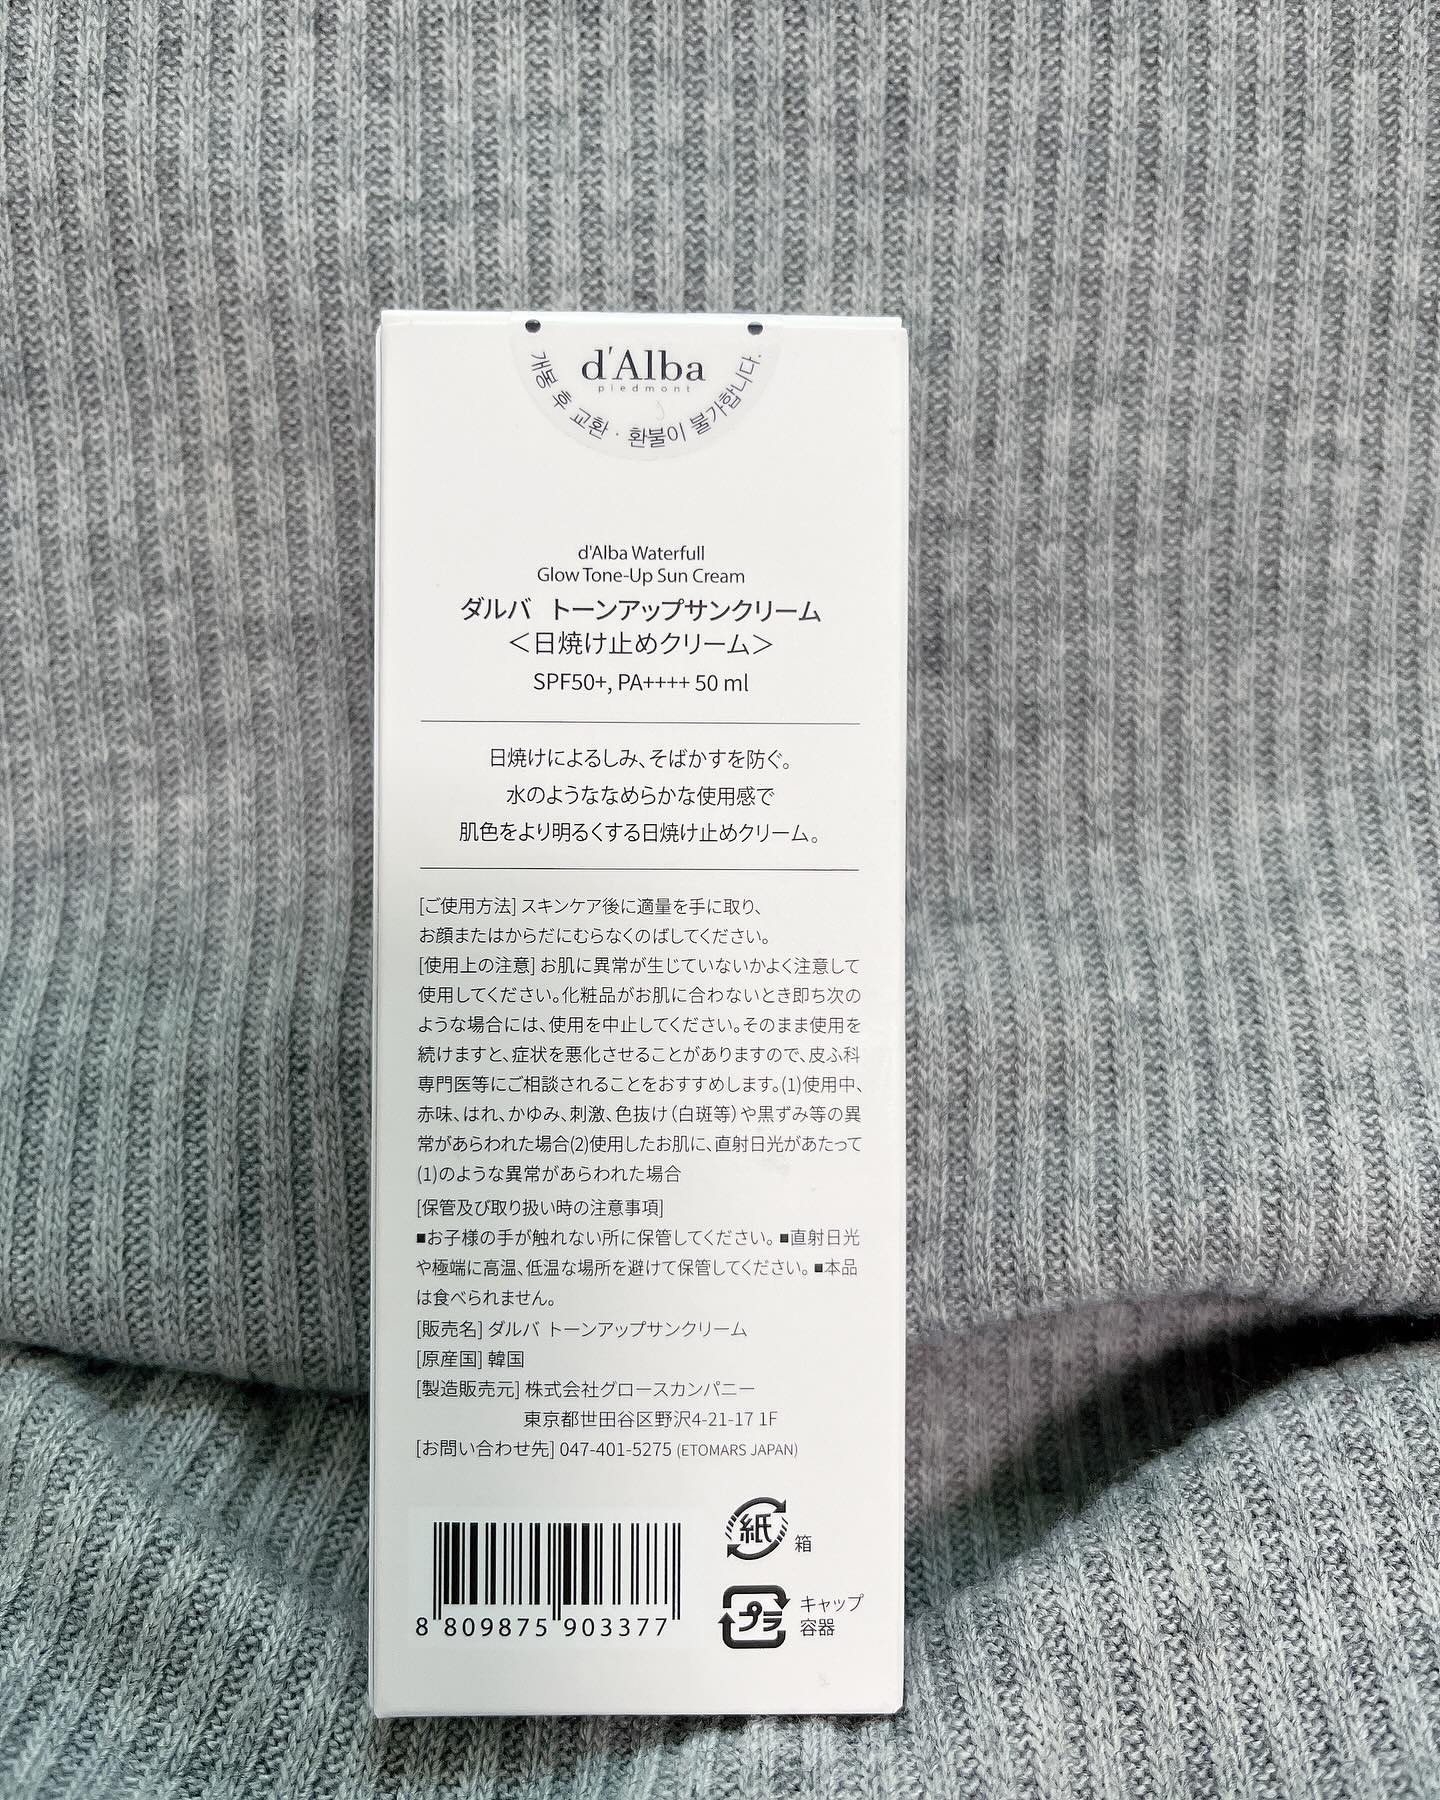 d'Alba
piedmont
개봉 후 교환 · 환불이 불가합니다.
d'Alba Waterfull
Glow Tone-Up Sun Cream
ダルバ トーンアップサンクリーム
＜日焼け止めクリーム＞
SPF50+, PA++++ 50 ml
日焼けによるしみ、そばかすを防ぐ。
水のようななめらかな使用感で
肌色をより明るくする日焼け止めクリーム。
[ご使用方法] スキンケア後に適量を手に取り、
お顔またはからだにむらなくのばしてください。
[使用上の注意] お肌に異常が生じていないかよく注意して
使用してください。化粧品がお肌に合わないとき即ち次の
ような場合には、使用を中止してください。そのまま使用を
続けますと、症状を悪化させることがありますので、皮ふ科
専門医等にご相談されることをおすすめします。(1)使用中、
赤味、はれ、かゆみ、刺激、色抜け（白斑等）や黒ずみ等の異
常があらわれた場合(2)使用したお肌に、直射日光があたって
(1)のような異常があらわれた場合
[保管及び取り扱い時の注意事項]
■お子様の手が触れない所に保管してください。■直射日光
や極端に高温、低温な場所を避けて保管してください。■本品
は食べられません。
[販売名] ダルバ トーンアップサンクリーム
[原産国] 韓国
[製造販売元] 株式会社グロースカンパニー
東京都世田谷区野沢4-21-17 1F
[お問い合わせ先] 047-401-5275 (ETOMARS JAPAN)
紙 箱
プラ キャップ
容器
8 809875 903377